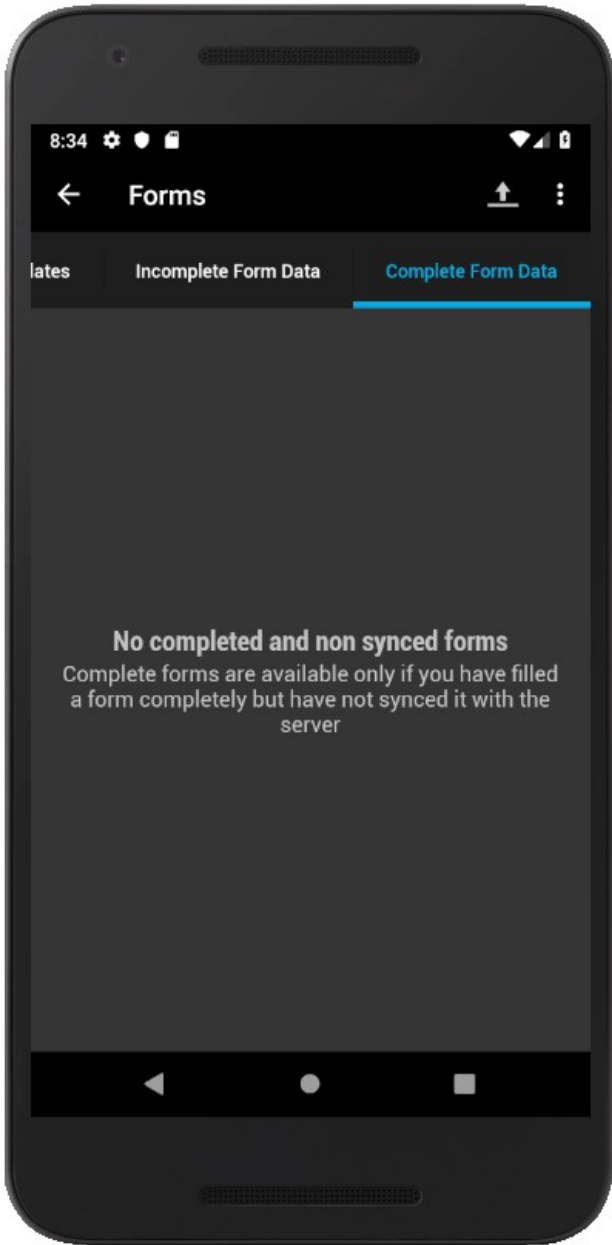 8:34
Forms
lates
Incomplete Form Data
Complete Form Data
No completed and non synced forms
Complete forms are available only if you have filled
a form completely but have not synced it with the
server